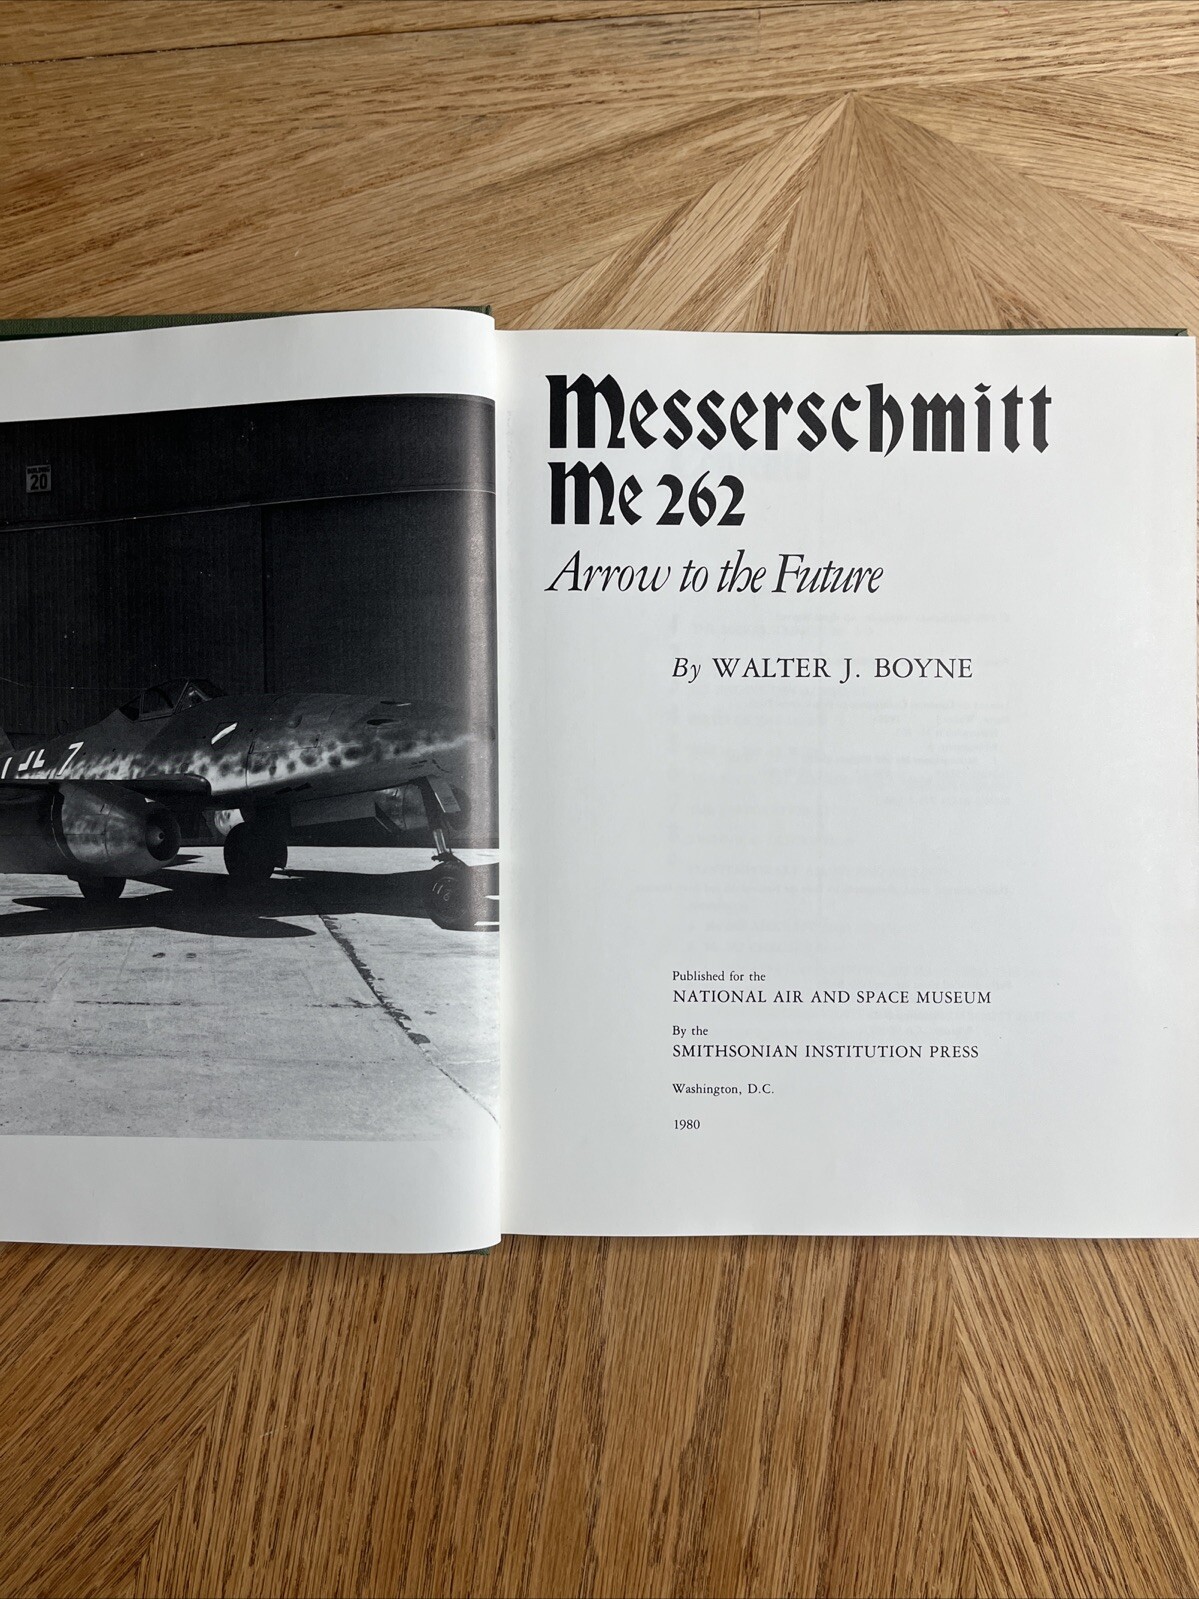 20
7
Messerschmitt
Me 262
Arrow to the Future
By WALTER J. BOYNE
Published for the
NATIONAL AIR AND SPACE MUSEUM
By the
SMITHSONIAN INSTITUTION PRESS
Washington, D.C.
1980